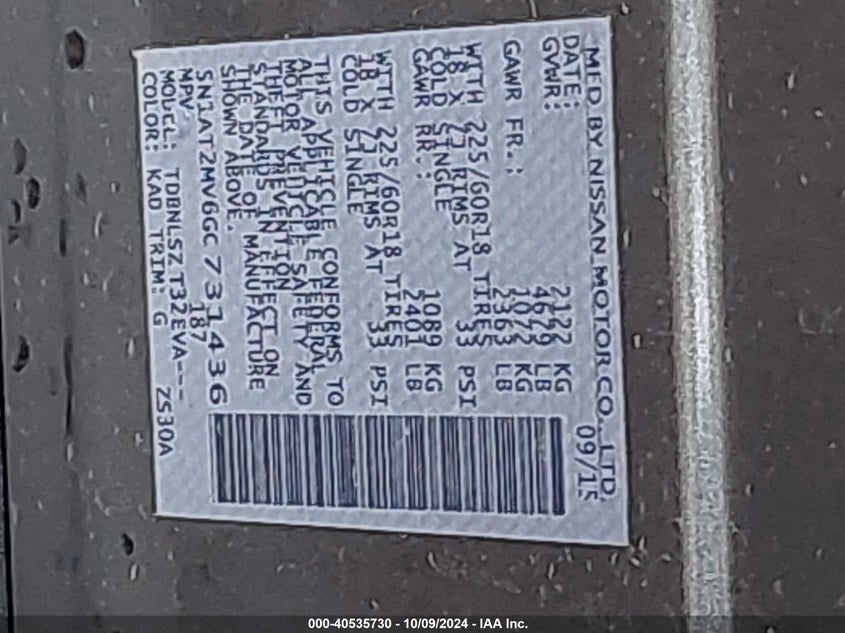 MFD BY NISSAN MOTOR CO., LTD.
DATE: 09/15
GVWR: 2122 KG
4679 LB
GAWR FR.: 1072 KG
2363 LB
WITH 225/60R18 TIRES
18 X 7J RIMS AT 33 PSI
COLD SINGLE
GAWR RR.: 1089 KG
2401 LB
WITH 225/60R18 TIRES
18 X 7J RIMS AT 33 PSI
COLD SINGLE
THIS VEHICLE CONFORMS TO
ALL APPLICABLE FEDERAL
MOTOR VEHICLE SAFETY AND
THEFT PREVENTION
STANDARDS IN EFFECT ON
THE DATE OF MANUFACTURE
SHOWN ABOVE.
5N1AT2MV6GC731436
MPV 187
MODEL: TDBNLSZ T32EVA---
COLOR: KAD TRIM: G ZS30A
000-40535730 - 10/09/2024 - IAA Inc.